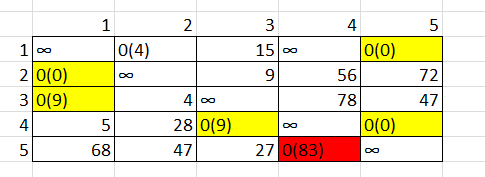 1 2 3 4 5
1 ∞ 0(4) 15 ∞ 0(0)
2 0(0) ∞ 9 56 72
3 0(9) 4 ∞ 78 47
4 5 28 0(9) ∞ 0(0)
5 68 47 27 0(83) ∞